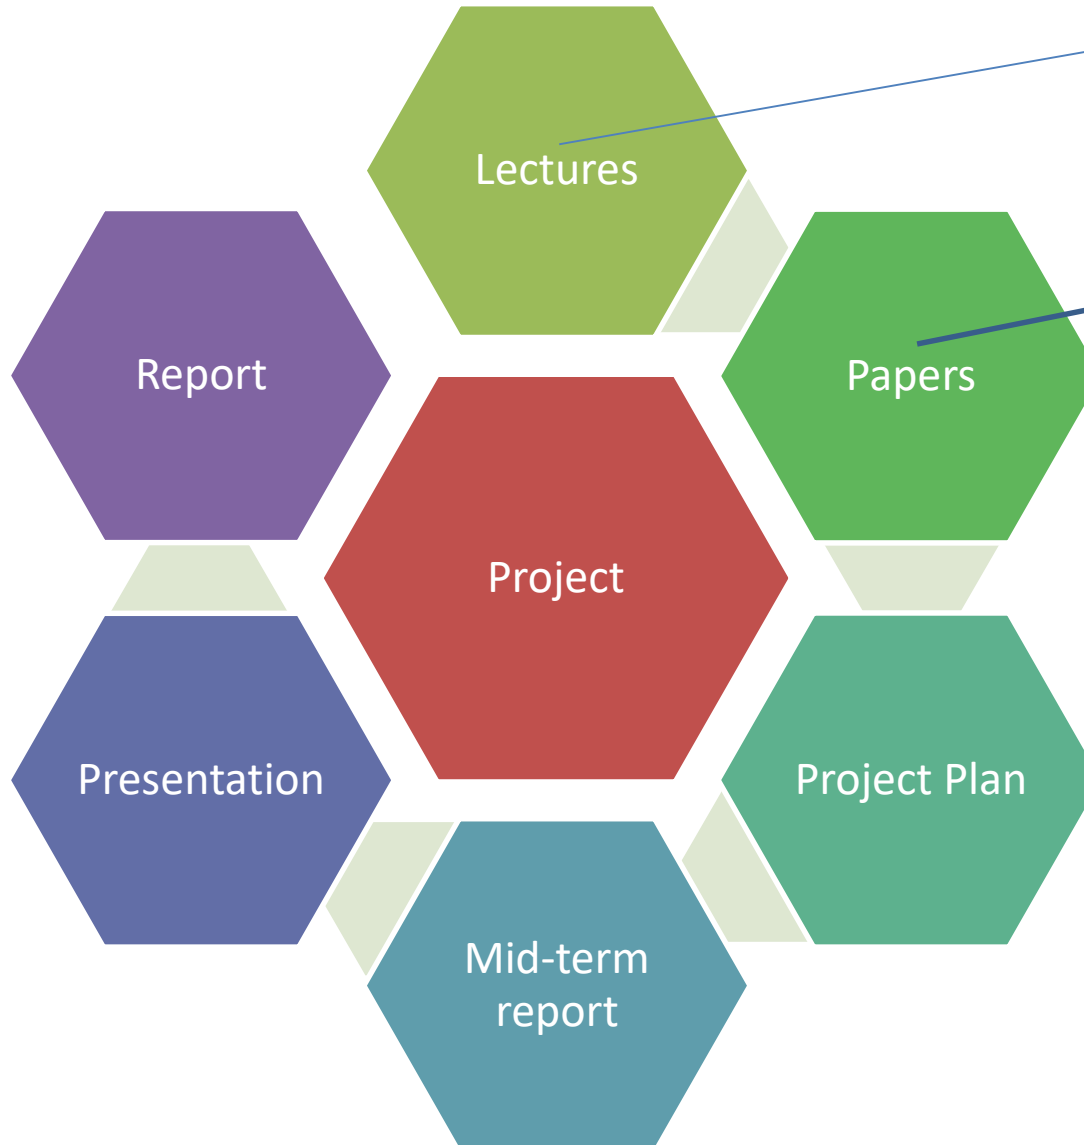 Lectures
Papers
Project Plan
Mid-term
report
Presentation
Report
Project